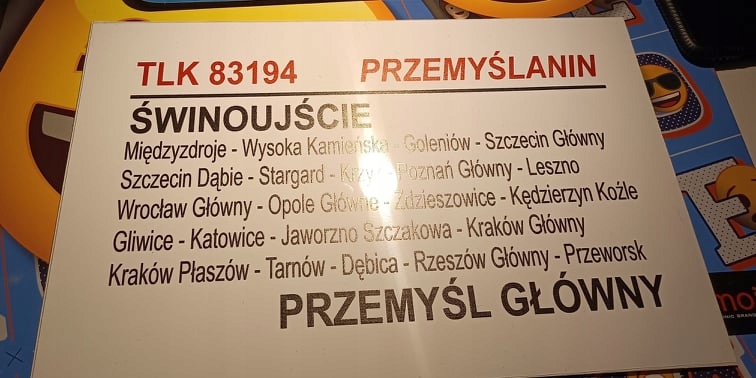 TLK 83194 PRZEMYŚLANIN
ŚWINOUJŚCIE
Międzyzdroje - Wysoka Kamieńska - Goleniów - Szczecin Główny
Szczecin Dąbie - Stargard - Poznań Główny - Leszno
Wrocław Główny - Opole Główne - Zdzieszowice - Kędzierzyn Koźle
Gliwice - Katowice - Jaworzno Szczakowa - Kraków Główny
Kraków Płaszów - Tarnów - Dębica - Rzeszów Główny - Przeworsk
PRZEMYŚL GŁÓWNY